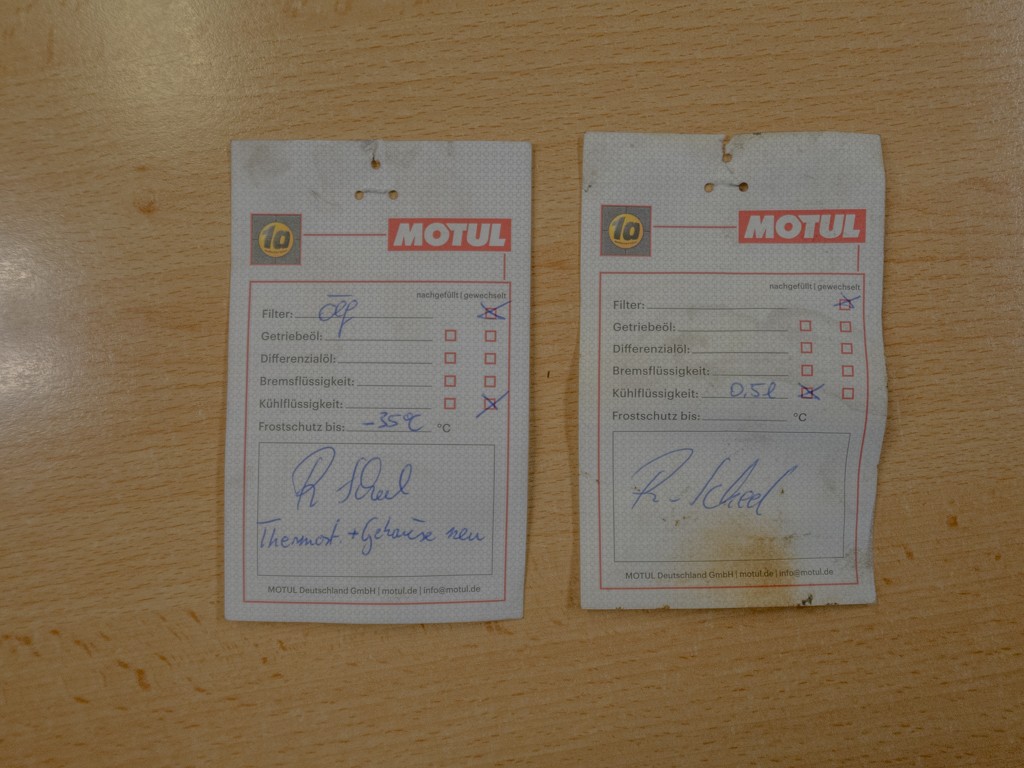 1a
MOTUL
nachgefüllt | gewechselt
Filter:
Getriebeöl:
Differenzialöl:
Bremsflüssigkeit:
Kühlflüssigkeit:
Frostschutz bis: -35°C °C
R Scheel
Thermost. + Gehäuse neu
MOTUL Deutschland GmbH | motul.de | info@motul.de
1a
MOTUL
nachgefüllt | gewechselt
Filter:
Getriebeöl:
Differenzialöl:
Bremsflüssigkeit:
Kühlflüssigkeit: 0,5l
Frostschutz bis: °C
R. Scheel
MOTUL Deutschland GmbH | motul.de | info@motul.de